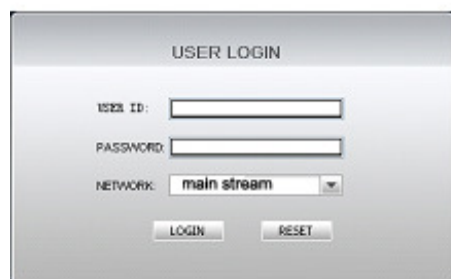 USER LOGIN
USER ID:
PASSWORD:
NETWORK: main stream
LOGIN RESET